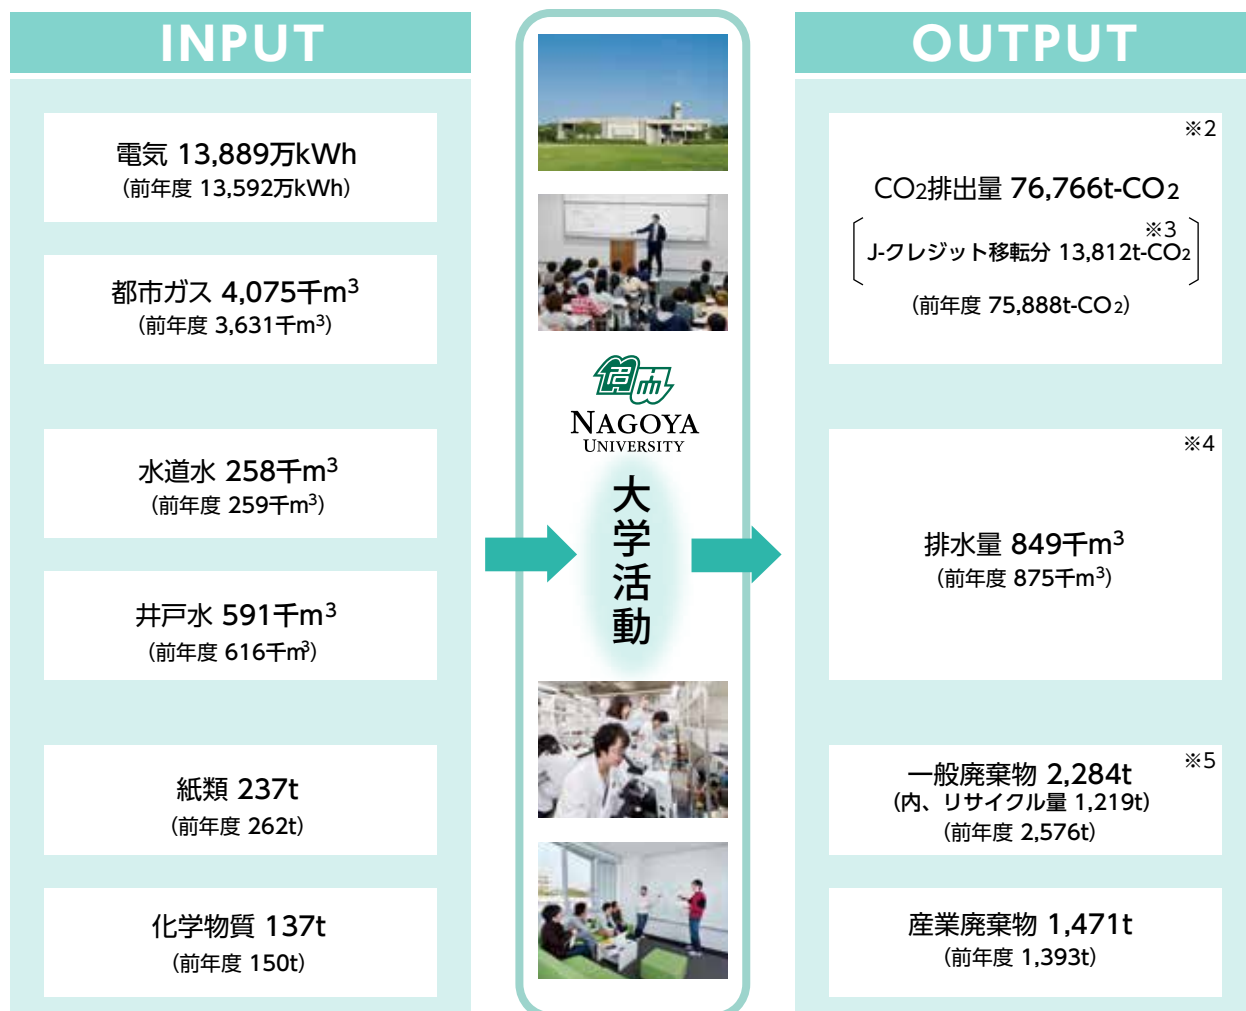 INPUT
電気 13,889万kWh
(前年度 13,592万kWh)
都市ガス 4,075千m³
(前年度 3,631千m³)
水道水 258千m³
(前年度 259千m³)
井戸水 591千m³
(前年度 616千m³)
紙類 237t
(前年度 262t)
化学物質 137t
(前年度 150t)
NAGOYA
UNIVERSITY
大学活動
OUTPUT
※2
CO₂排出量 76,766t-CO₂
※3
J-クレジット移転分 13,812t-CO₂
(前年度 75,888t-CO₂)
※4
排水量 849千m³
(前年度 875千m³)
※5
一般廃棄物 2,284t
(内、リサイクル量 1,219t)
(前年度 2,576t)
産業廃棄物 1,471t
(前年度 1,393t)